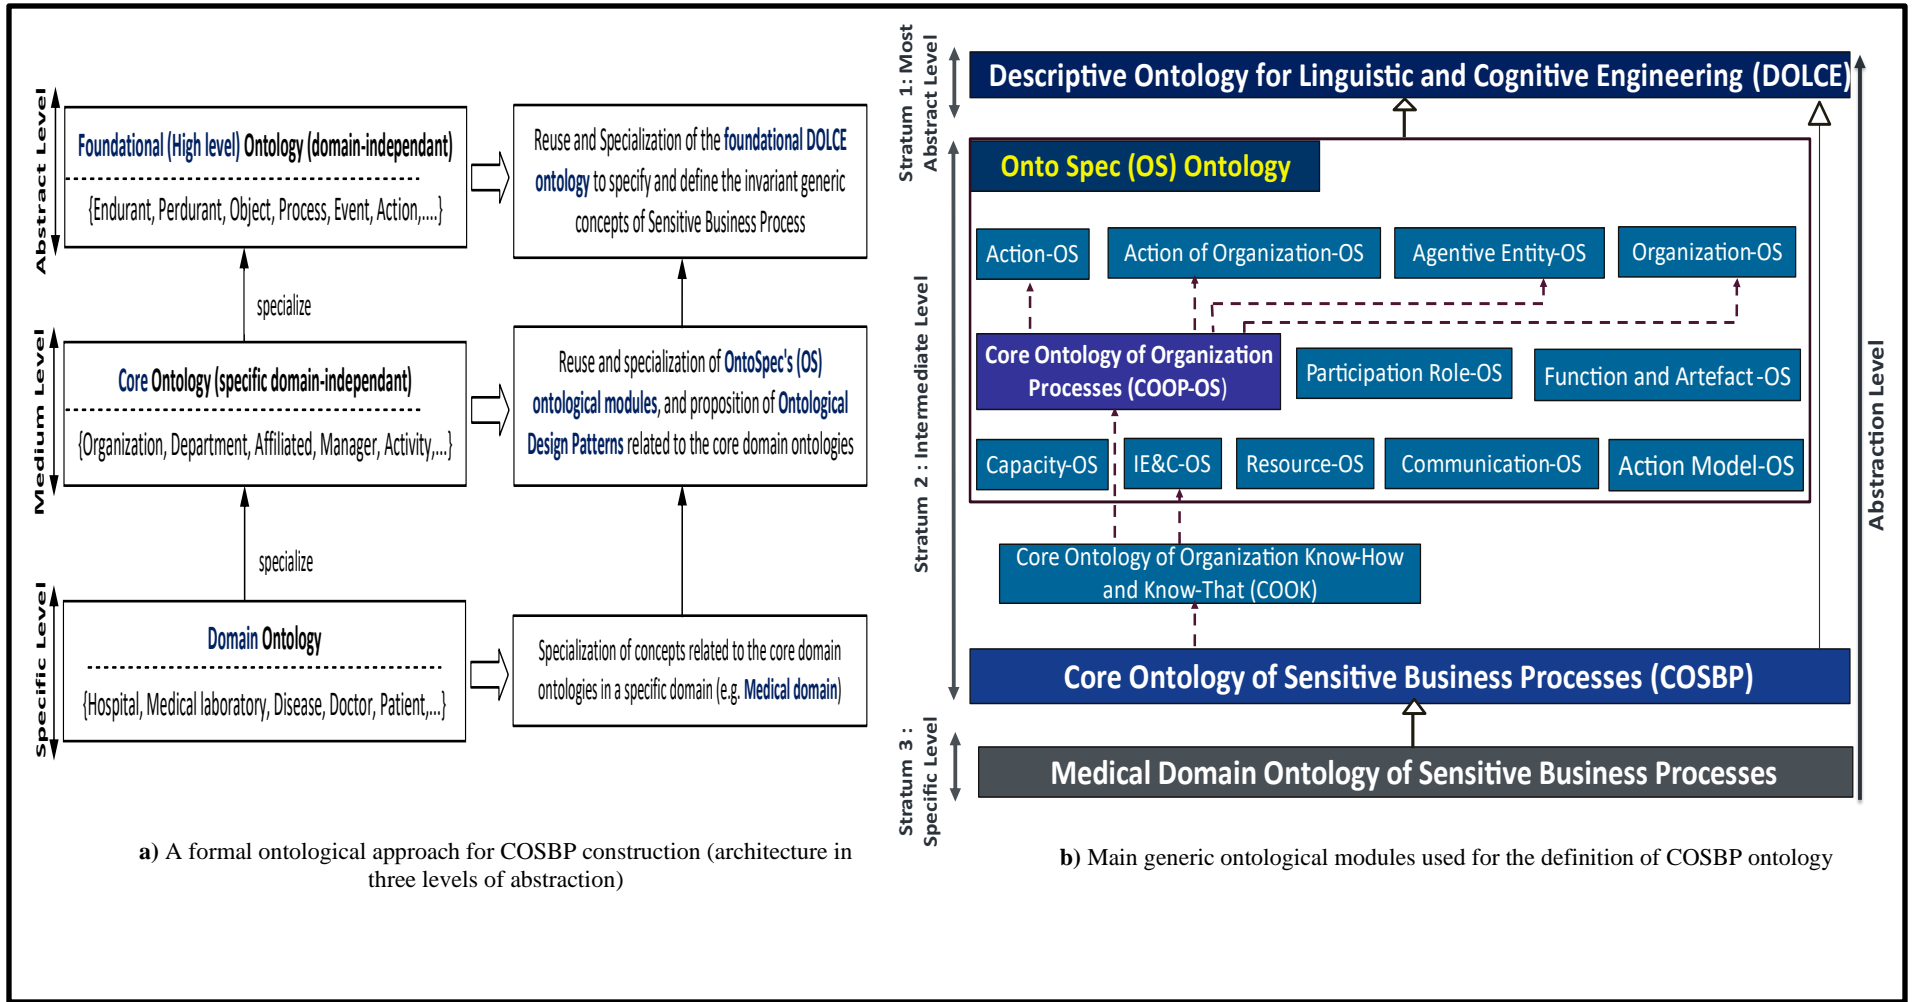 Abstract Level
Foundational (High level) Ontology (domain-independant)
{Endurant, Perdurant, Object, Process, Event, Action,....}
Reuse and Specialization of the foundational DOLCE
ontology to specify and define the invariant generic
concepts of Sensitive Business Process
specialize
Medium Level
Core Ontology (specific domain-independant)
{Organization, Department, Affiliated, Manager, Activity,...}
Reuse and specialization of OntoSpec's (OS)
ontological modules, and proposition of Ontological
Design Patterns related to the core domain ontologies
specialize
Specific Level
Domain Ontology
{Hospital, Medical laboratory, Disease, Doctor, Patient,...}
Specialization of concepts related to the core domain
ontologies in a specific domain (e.g. Medical domain)
a) A formal ontological approach for COSBP construction (architecture in
three levels of abstraction)
Stratum 1: Most
Abstract Level
Descriptive Ontology for Linguistic and Cognitive Engineering (DOLCE)
Stratum 2 : Intermediate Level
Onto Spec (OS) Ontology
Action-OS
Action of Organization-OS
Agentive Entity-OS
Organization-OS
Core Ontology of Organization
Processes (COOP-OS)
Participation Role-OS
Function and Artefact -OS
Capacity-OS
IE&C-OS
Resource-OS
Communication-OS
Action Model-OS
Core Ontology of Organization Know-How
and Know-That (COOK)
Core Ontology of Sensitive Business Processes (COSBP)
Stratum 3 :
Specific Level
Medical Domain Ontology of Sensitive Business Processes
Abstraction Level
b) Main generic ontological modules used for the definition of COSBP ontology